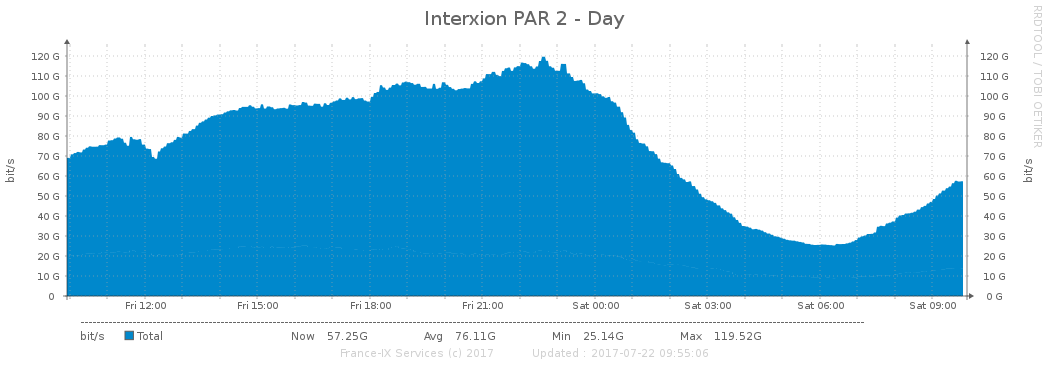 Interxion PAR 2 - Day
RRDTOOL / TOBI OETIKER
120 G 120 G
110 G 110 G
100 G 100 G
90 G 90 G
80 G 80 G
70 G 70 G
60 G 60 G
50 G 50 G
40 G 40 G
30 G 30 G
20 G 20 G
10 G 10 G
0 0 G
bit/s
bit/s
Fri 12:00 Fri 15:00 Fri 18:00 Fri 21:00 Sat 00:00 Sat 03:00 Sat 06:00 Sat 09:00
bit/s Total Now 57.25G Avg 76.11G Min 25.14G Max 119.52G
France-IX Services (c) 2017 Updated : 2017-07-22 09:55:06